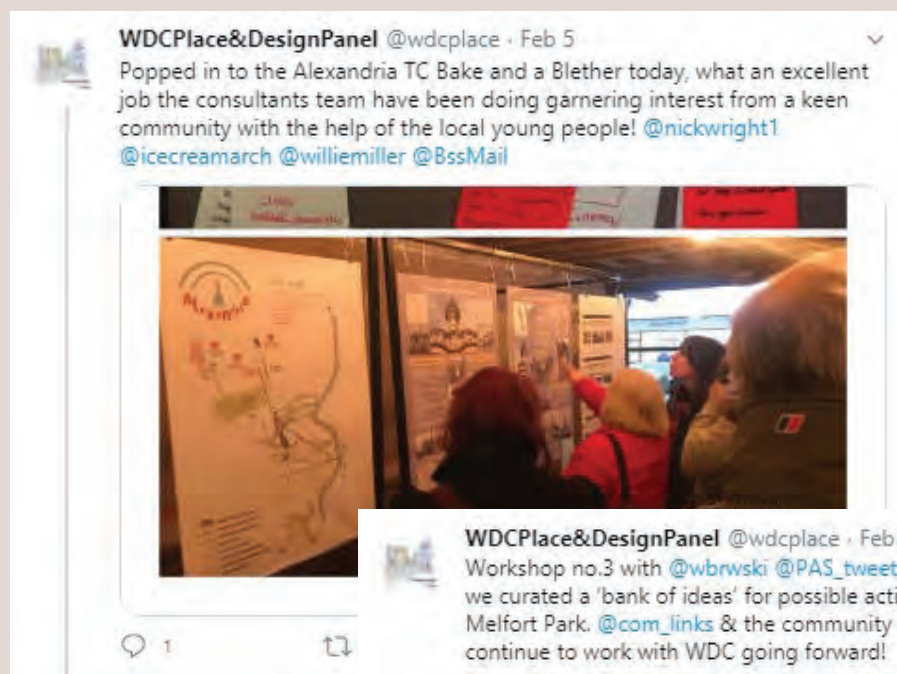 WDCPlace&DesignPanel @wdcplace · Feb 5
Popped in to the Alexandria TC Bake and a Blether today, what an excellent
job the consultants team have been doing garnering interest from a keen
community with the help of the local young people! @nickwright1
@icecreamarch @williemiller @BssMail
1
WDCPlace&DesignPanel @wdcplace · Feb
Workshop no.3 with @wbrwski @PAS_tweet
we curated a 'bank of ideas' for possible acti
Melfort Park. @com_links & the community
continue to work with WDC going forward!